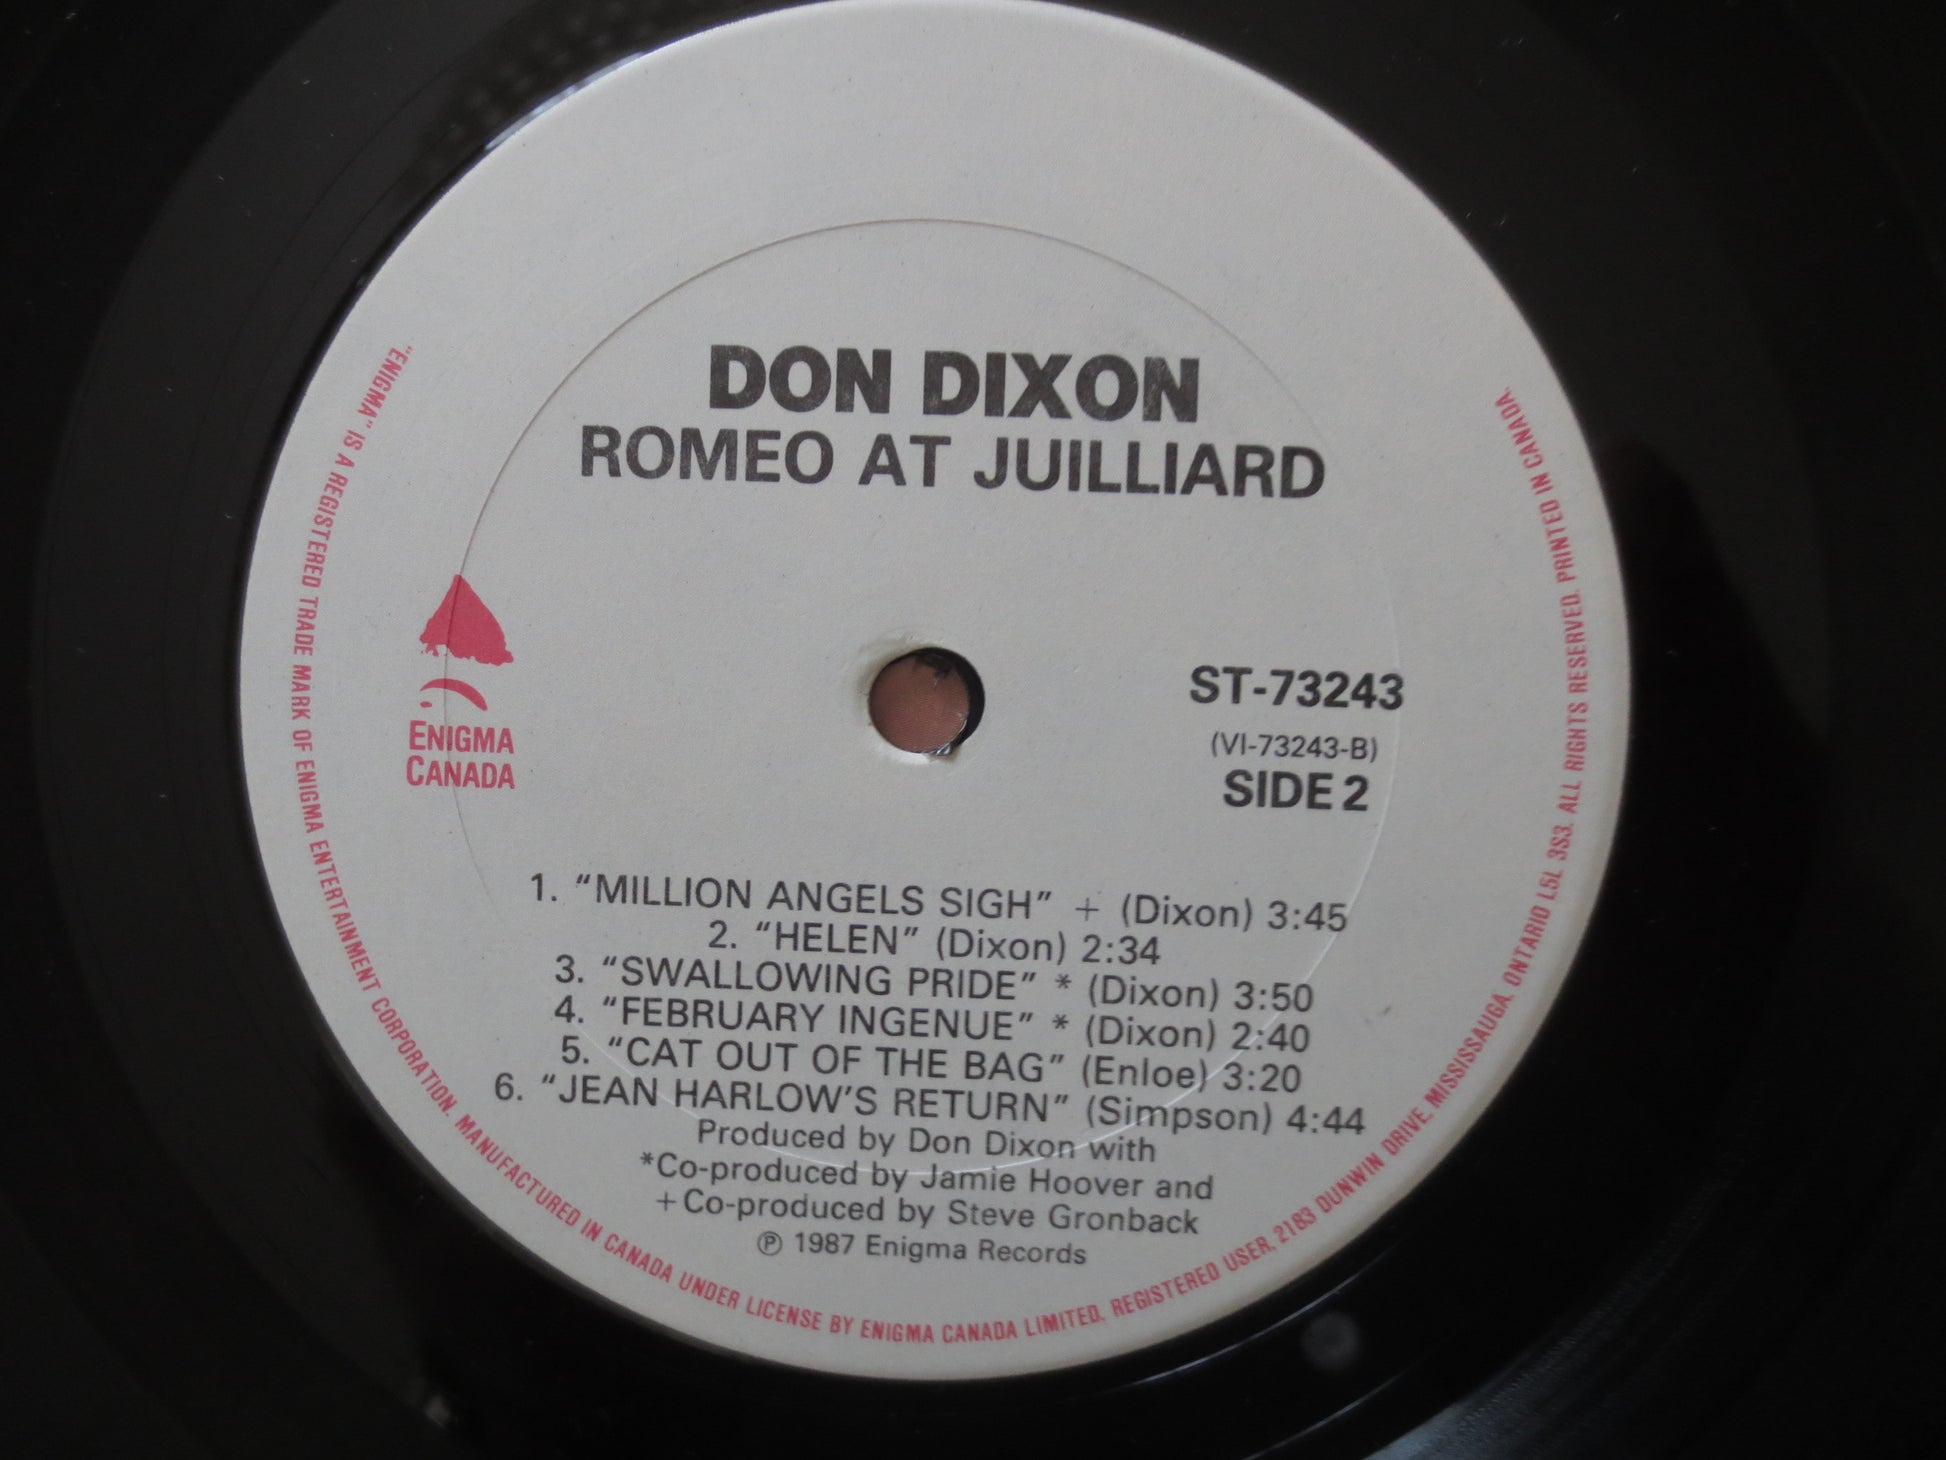 DON DIXON
ROMEO AT JUILLIARD
ENIGMA
CANADA
ST-73243
(VI-73243-B)
SIDE 2
1. "MILLION ANGELS SIGH" + (Dixon) 3:45
2. "HELEN" (Dixon) 2:34
3. "SWALLOWING PRIDE" * (Dixon) 3:50
4. "FEBRUARY INGENUE" * (Dixon) 2:40
5. "CAT OUT OF THE BAG" (Enloe) 3:20
6. "JEAN HARLOW'S RETURN" (Simpson) 4:44
Produced by Don Dixon with
*Co-produced by Jamie Hoover and
+Co-produced by Steve Gronback
℗ 1987 Enigma Records
"ENIGMA" IS A REGISTERED TRADE MARK OF ENIGMA ENTERTAINMENT CORPORATION. MANUFACTURED IN CANADA UNDER LICENSE BY ENIGMA CANADA LIMITED, REGISTERED USER, 2183 DUNWIN DRIVE, MISSISSAUGA, ONTARIO L5L 3S3. ALL RIGHTS RESERVED. PRINTED IN CANADA